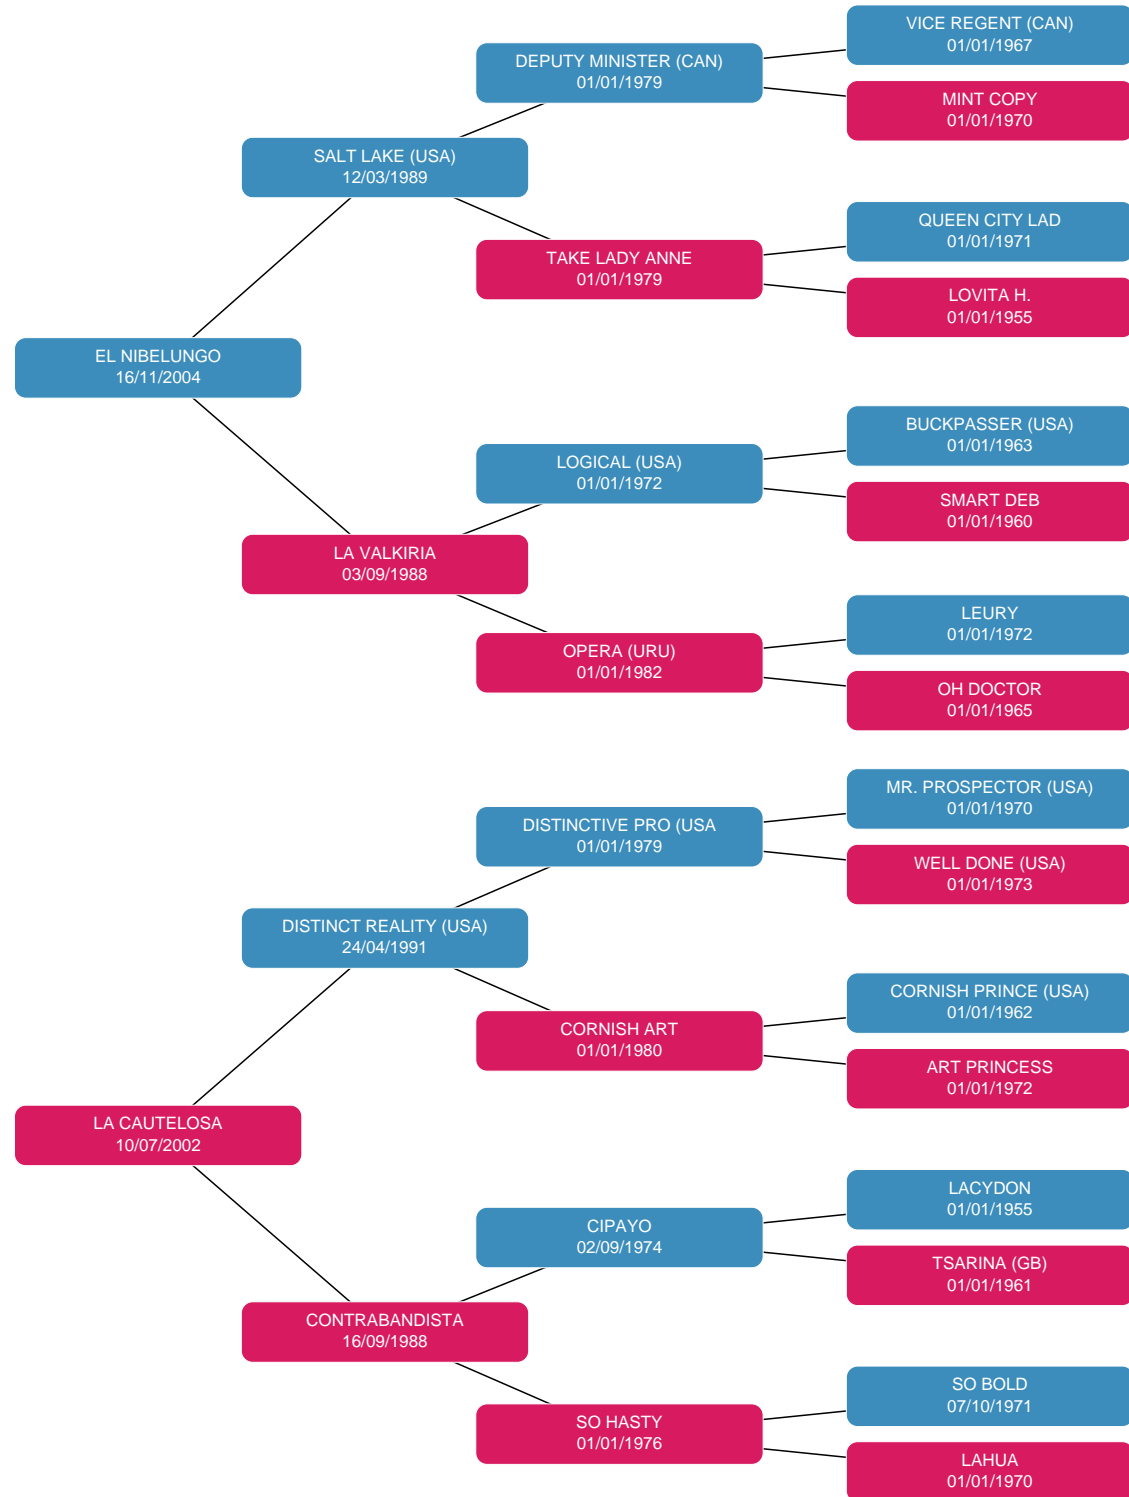 VICE REGENT (CAN)
01/01/1967
DEPUTY MINISTER (CAN)
01/01/1979
MINT COPY
01/01/1970
SALT LAKE (USA)
12/03/1989
QUEEN CITY LAD
01/01/1971
TAKE LADY ANNE
01/01/1979
LOVITA H.
01/01/1955
EL NIBELUNGO
16/11/2004
BUCKPASSER (USA)
01/01/1963
LOGICAL (USA)
01/01/1972
SMART DEB
01/01/1960
LA VALKIRIA
03/09/1988
LEURY
01/01/1972
OPERA (URU)
01/01/1982
OH DOCTOR
01/01/1965
MR. PROSPECTOR (USA)
01/01/1970
DISTINCTIVE PRO (USA
01/01/1979
WELL DONE (USA)
01/01/1973
DISTINCT REALITY (USA)
24/04/1991
CORNISH PRINCE (USA)
01/01/1962
CORNISH ART
01/01/1980
ART PRINCESS
01/01/1972
LA CAUTELOSA
10/07/2002
LACYDON
01/01/1955
CIPAYO
02/09/1974
TSARINA (GB)
01/01/1961
CONTRABANDISTA
16/09/1988
SO BOLD
07/10/1971
SO HASTY
01/01/1976
LAHUA
01/01/1970